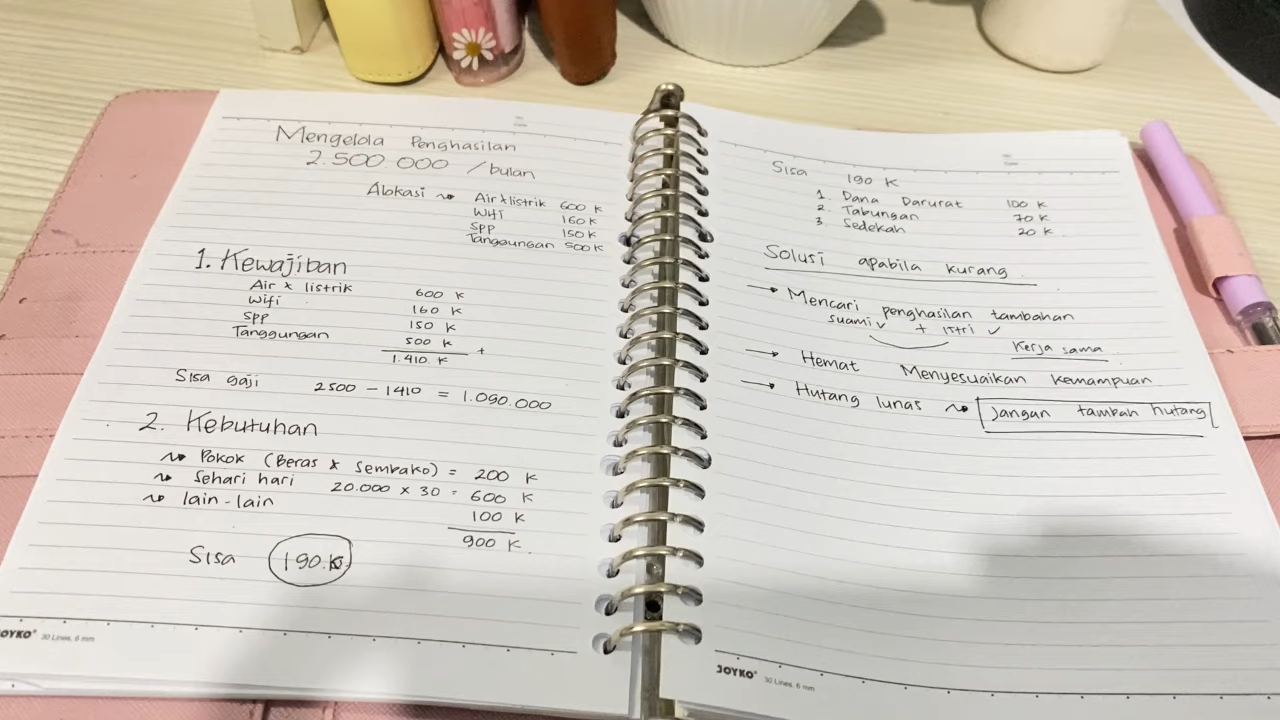 Mengelola Penghasilan
2.500 000 /bulan
Alokasi ~> Air & listrik 600 K
Wifi 160 K
SPP 150 K
Tanggungan 500 K
1. Kewajiban
Air & listrik 600 K
Wifi 160 K
SPP 150 K
Tanggungan 500 K
+
1.410. K
Sisa gaji 2500 - 1410 = 1.090.000
2. Kebutuhan
~> Pokok (Beras & Sembako) = 200 K
~> Sehari hari 20.000 x 30 = 600 K
~> lain-lain 100 K
900 K.
Sisa 190.K
JOYKO® 30 Lines, 6 mm
Sisa 190 K
1. Dana Darurat 100 K
2. Tabungan 70 K
3. Sedekah 20 K.
Solusi apabila kurang
→ Mencari penghasilan tambahan
suami ✓ + istri ✓
Kerja sama
→ Hemat Menyesuaikan kemampuan
→ Hutang lunas ~> Jangan tambah hutang
JOYKO® 30 Lines, 6 mm